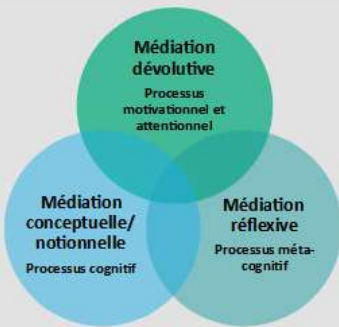 Médiation
dévolutive
Processus
motivationnel et
attentionnel
Médiation
conceptuelle/
notionnelle
Processus cognitif
Médiation
réflexive
Processus méta-
cognitif